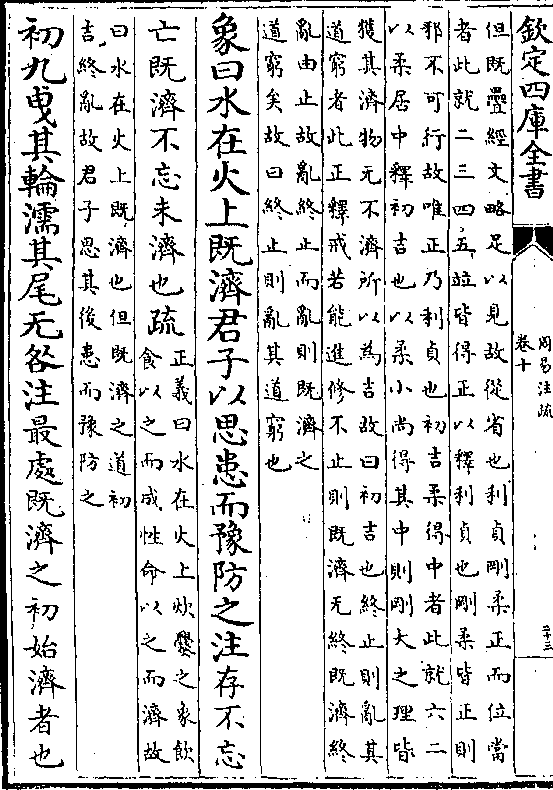 欽定四庫全書
周易注疏
卷十
二十三
但既疊經文略足以見故從省也利貞剛柔正而位當
者此就二三四五竝皆得正以釋利貞也剛柔皆正則
邪不可行故唯正乃利貞也初吉柔得中者此就六二
以柔居中釋初吉也以柔小尚得其中則剛大之理皆
獲其濟物无不濟所以為吉故曰初吉也終止則亂其
道窮者此正釋戒若能進修不止則既濟无終既濟終
亂由止故亂終止而亂則既濟之
道窮矣故曰終止則亂其道窮也
象曰水在火上既濟君子以思患而豫防之注存不忘
亡既濟不忘未濟也疏
正義曰水在火上炊爨之象飲
食以之而成性命以之而濟故
曰水在火上既濟也但既濟之道初
吉終亂故君子思其後患而豫防之
初九曵其輪濡其尾无咎注最處既濟之初始濟者也